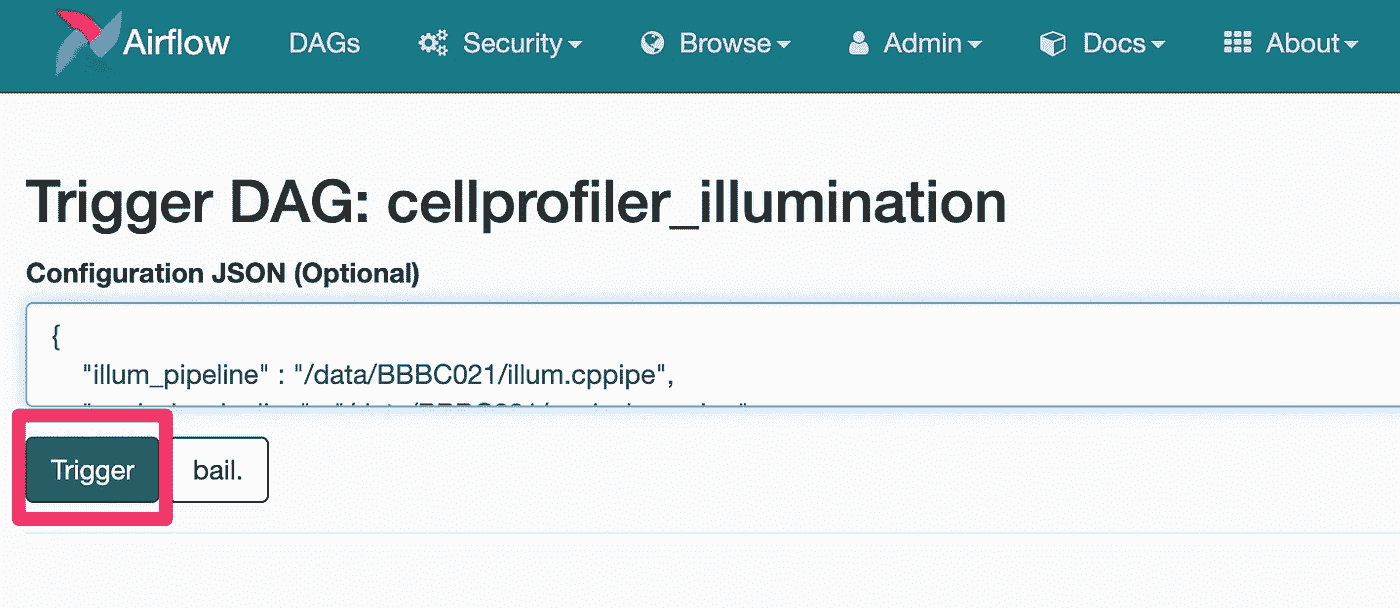 Airflow DAGs Security Browse Admin Docs About
Trigger DAG: cellprofiler_illumination
Configuration JSON (Optional)
{
"illum_pipeline" : "/data/BBBC021/illum.cppipe",
Trigger bail.